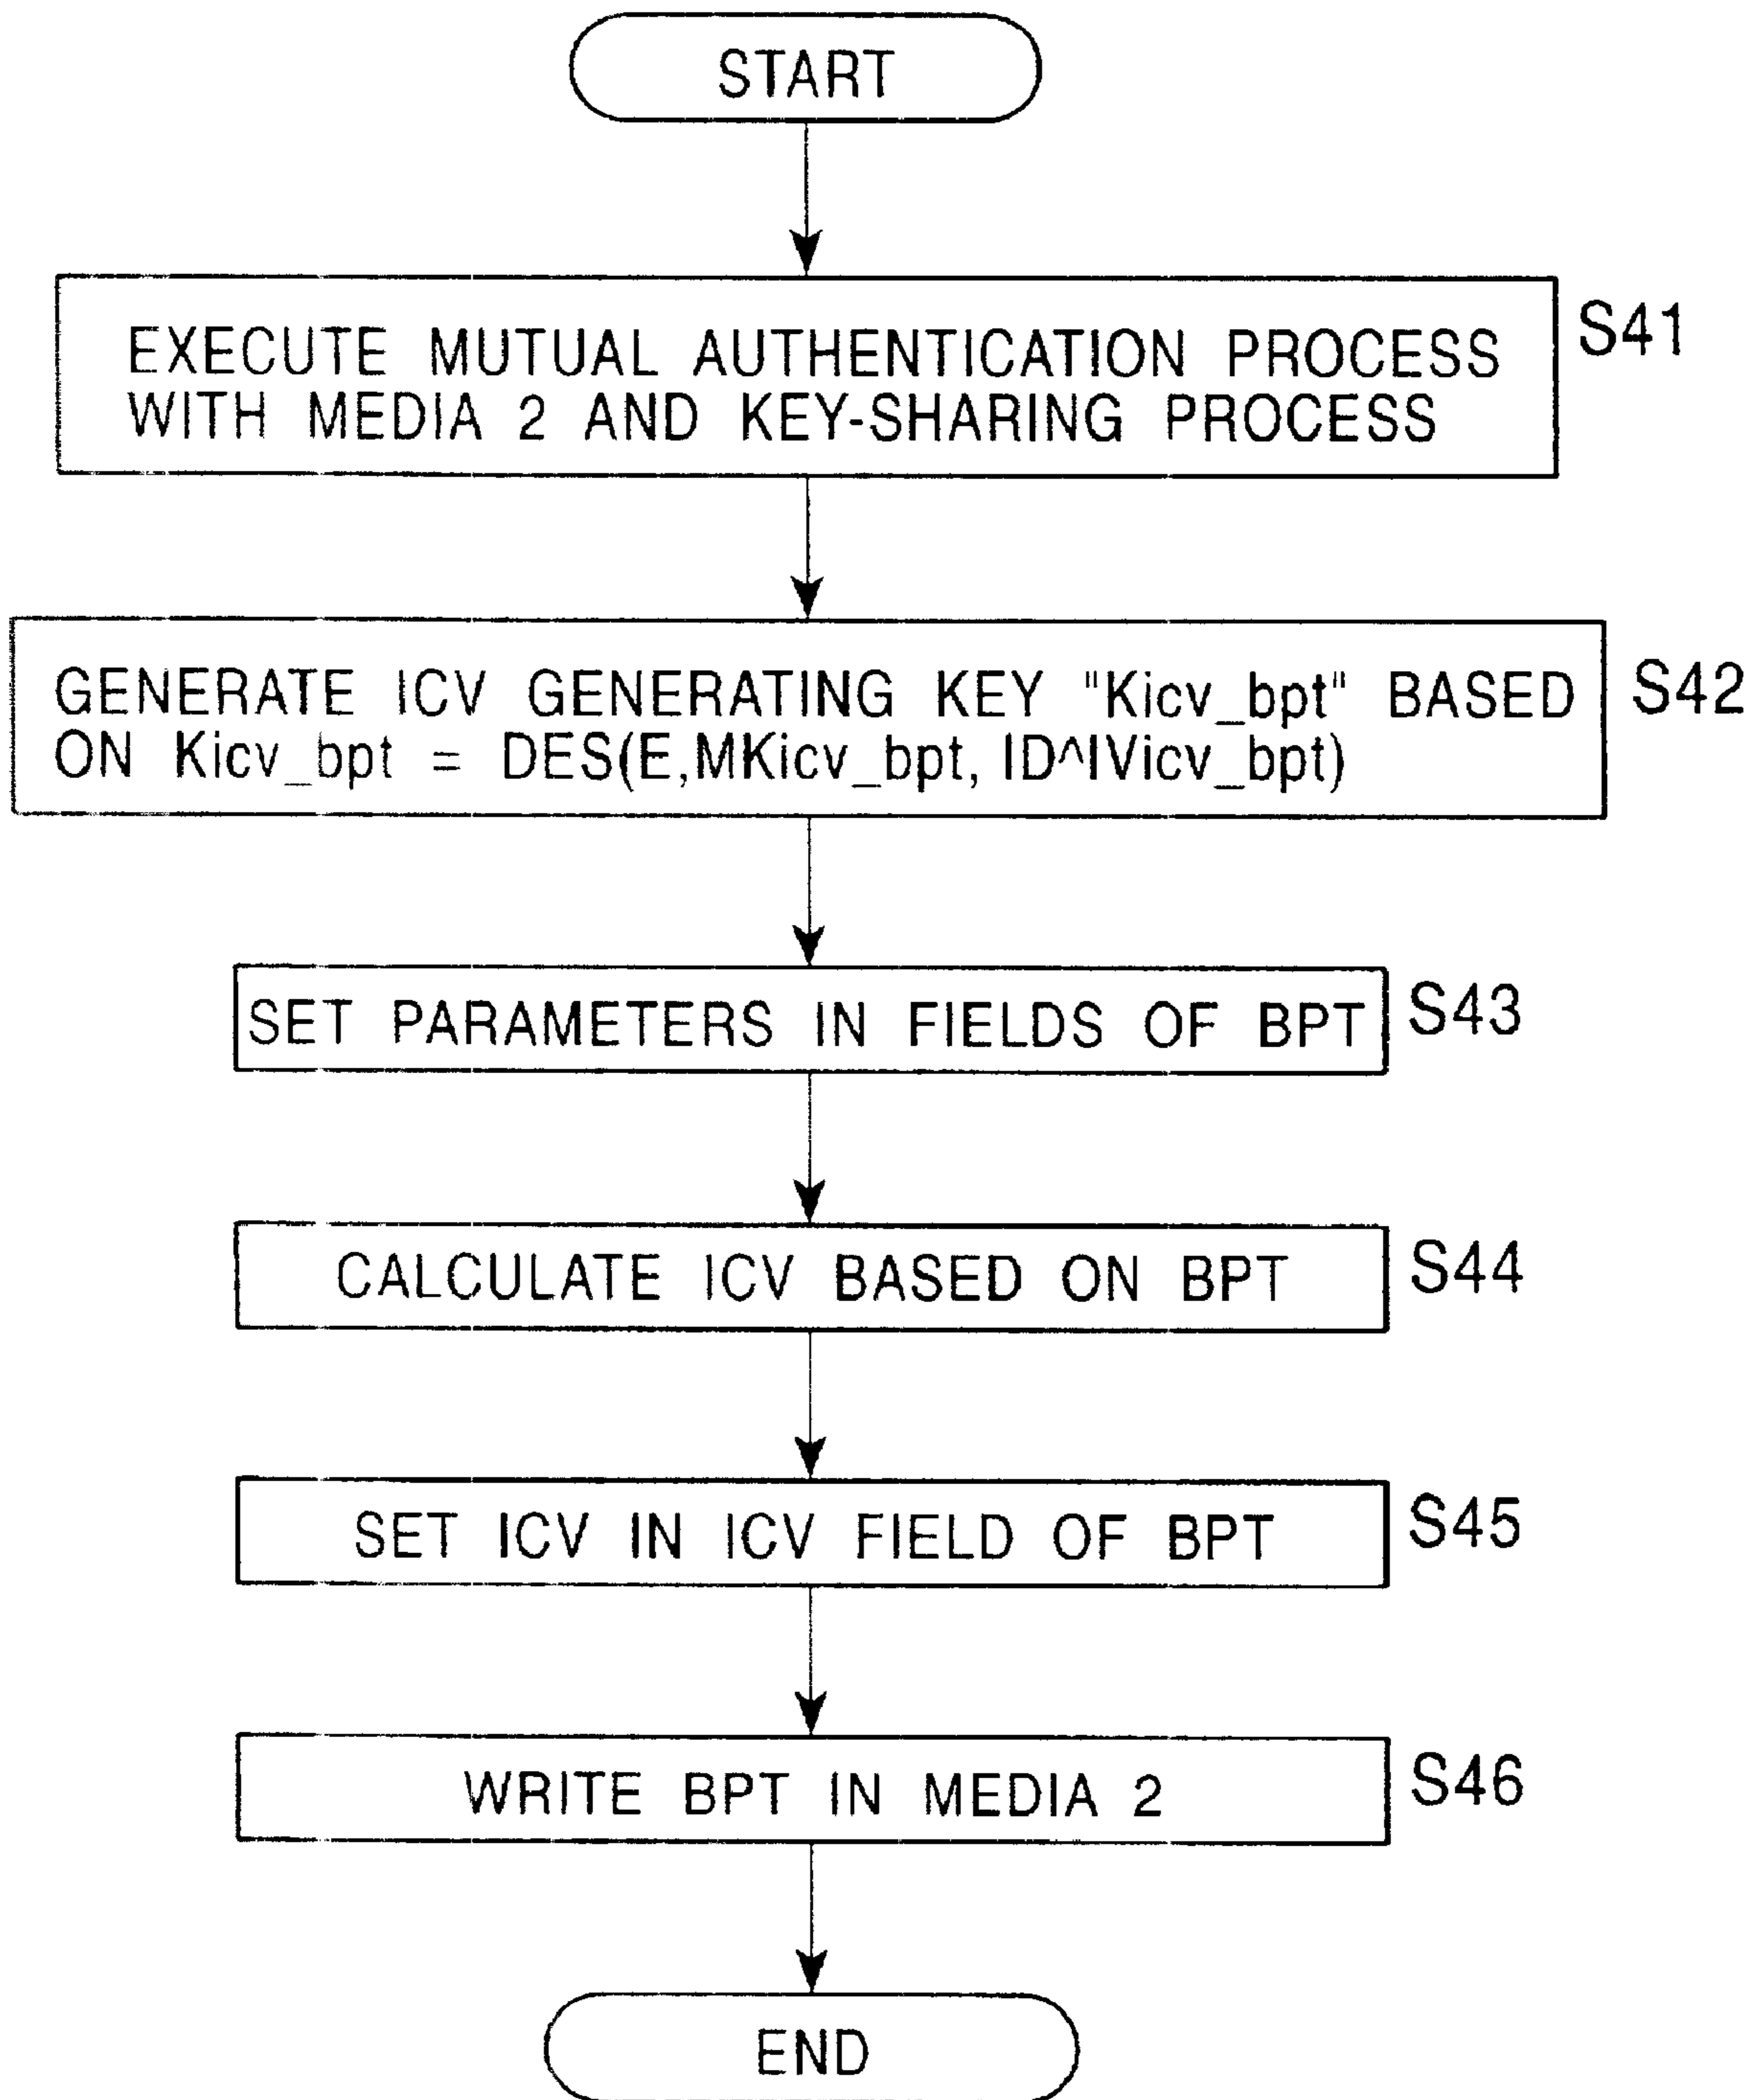 START
EXECUTE MUTUAL AUTHENTICATION PROCESS
WITH MEDIA 2 AND KEY-SHARING PROCESS
S41
GENERATE ICV GENERATING KEY "Kicv_bpt" BASED
ON Kicv_bpt = DES(E,MKicv_bpt, ID^IVicv_bpt)
S42
SET PARAMETERS IN FIELDS OF BPT
S43
CALCULATE ICV BASED ON BPT
S44
SET ICV IN ICV FIELD OF BPT
S45
WRITE BPT IN MEDIA 2
S46
END